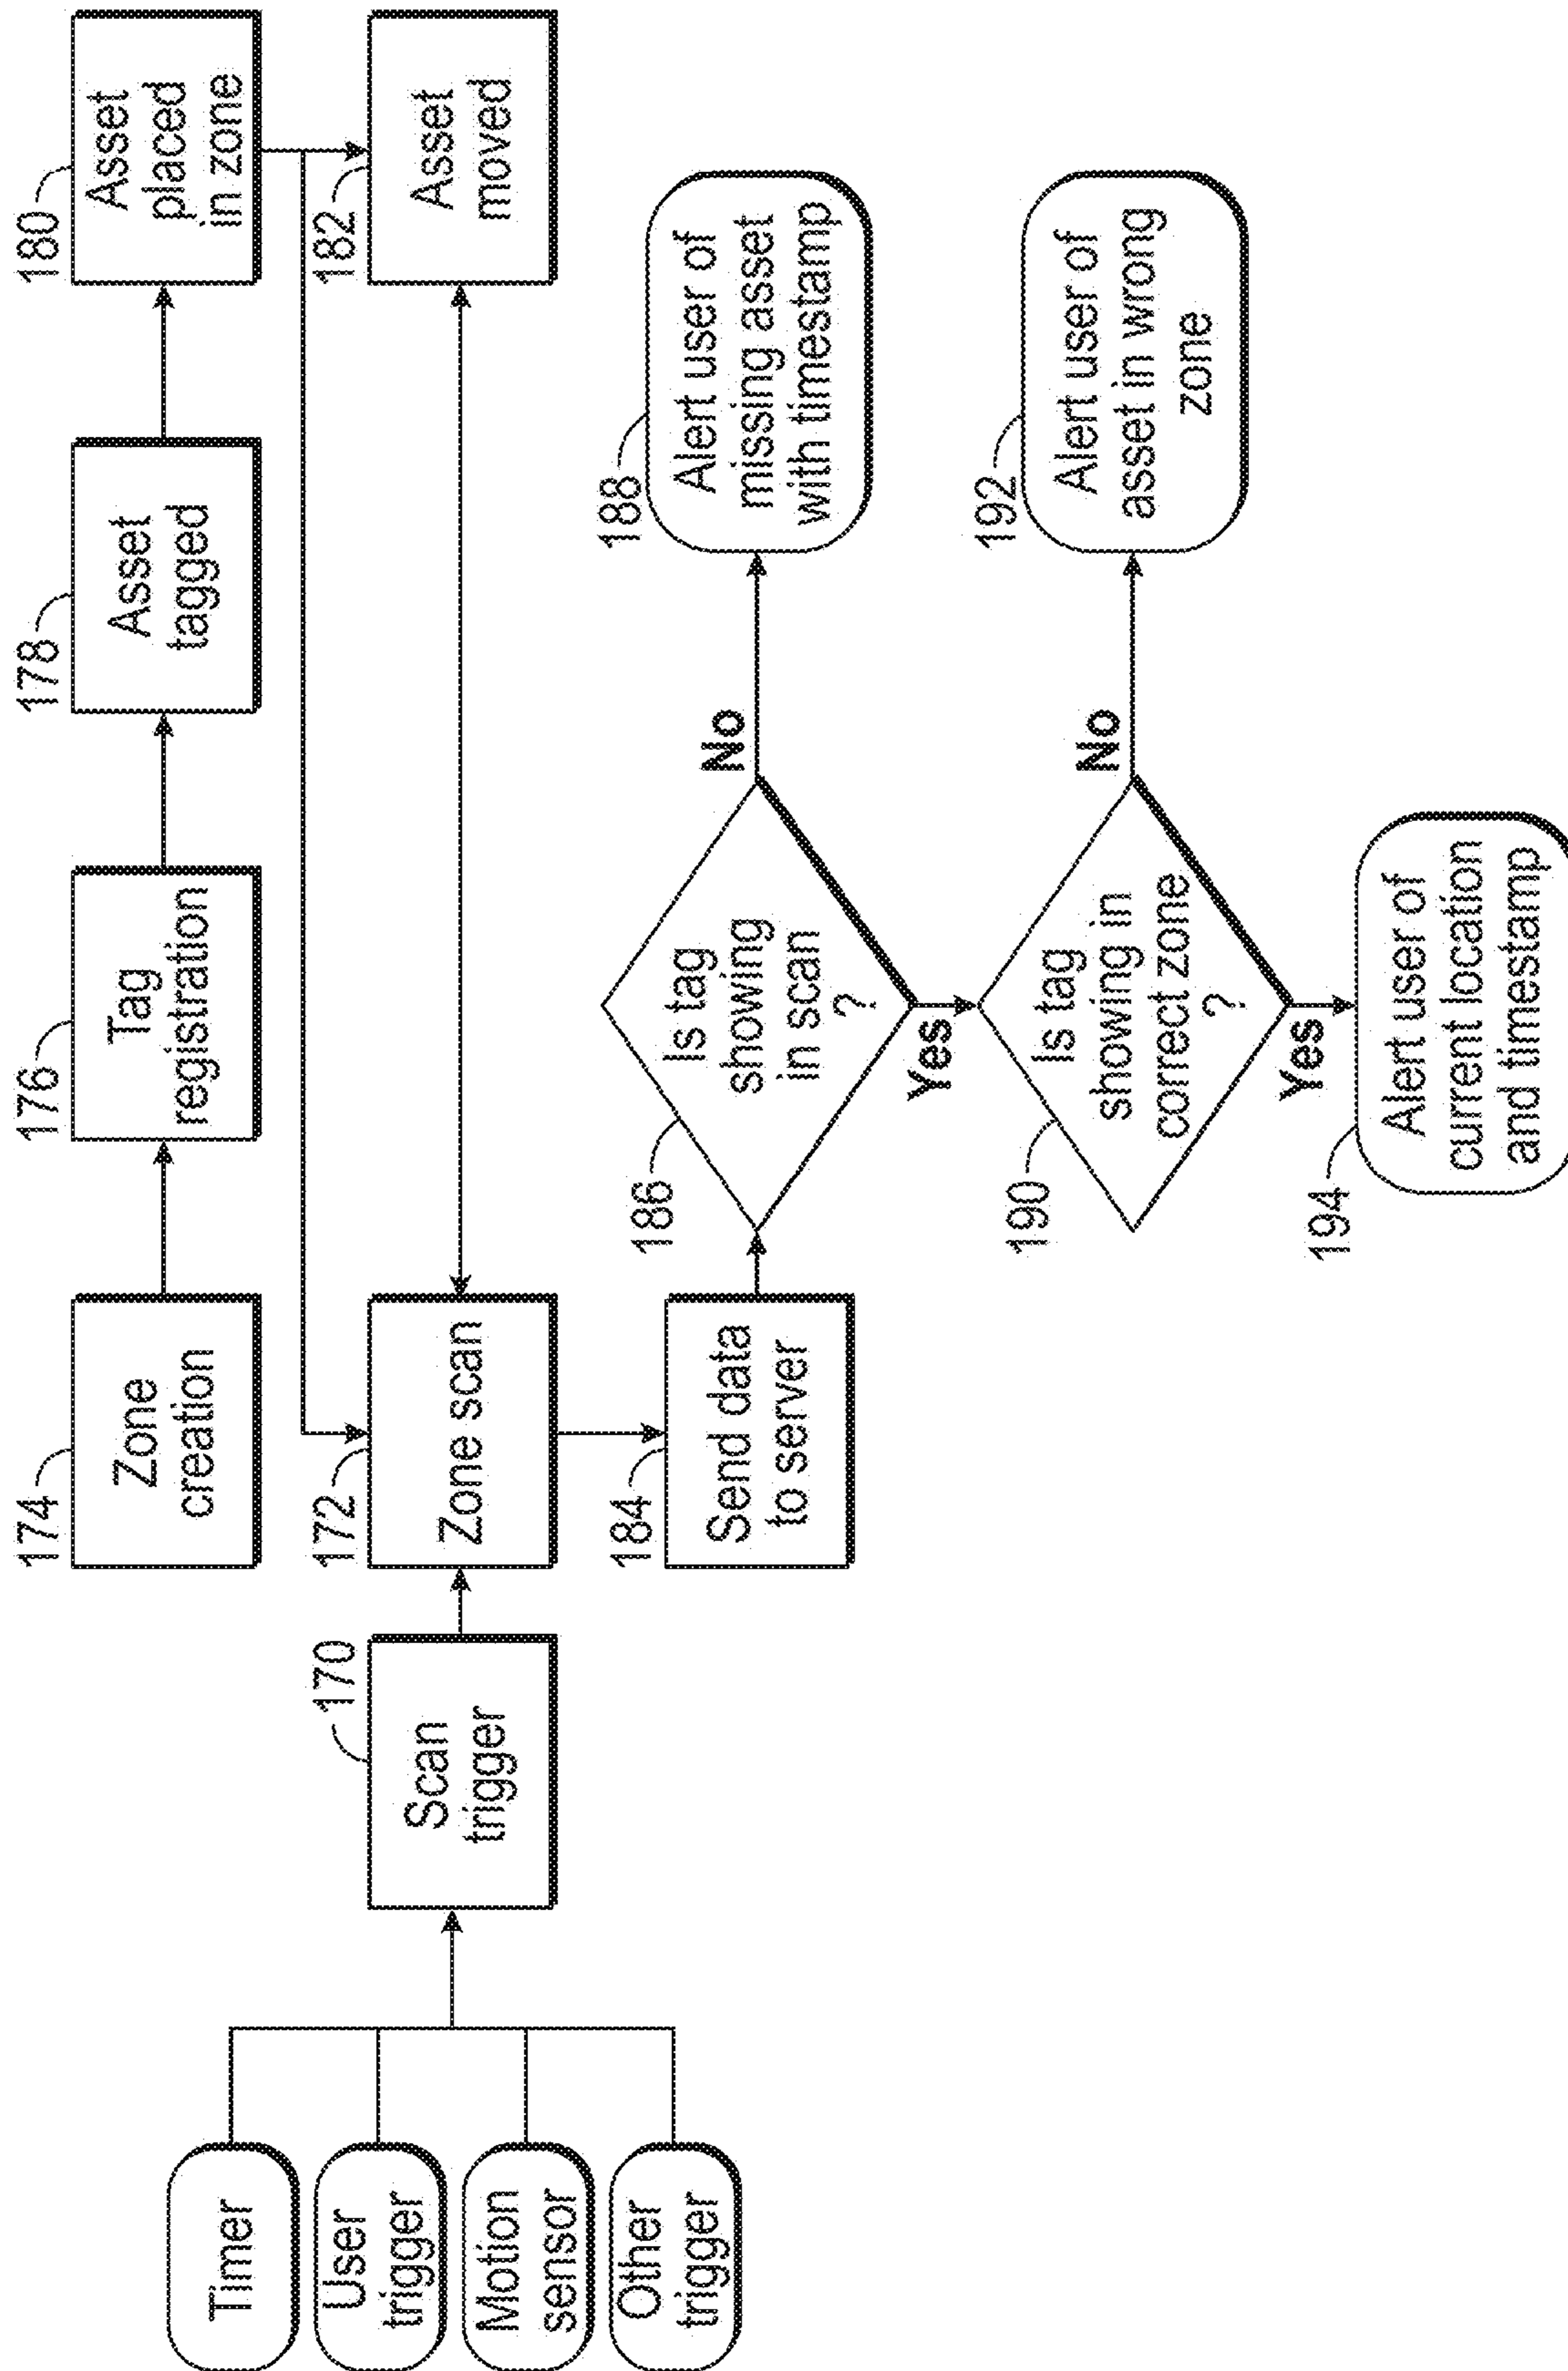 174
Zone
creation
176
Tag
registration
178
Asset
tagged
180
Asset
placed
in zone
Timer
User
trigger
Motion
sensor
Other
trigger
170
Scan
trigger
172
Zone scan
182
Asset
moved
184
Send data
to server
186
Is tag
showing
in scan
?
No
188
Alert user of
missing asset
with timestamp
Yes
190
Is tag
showing in
correct zone
?
No
192
Alert user of
asset in wrong
zone
Yes
194
Alert user of
current location
and timestamp